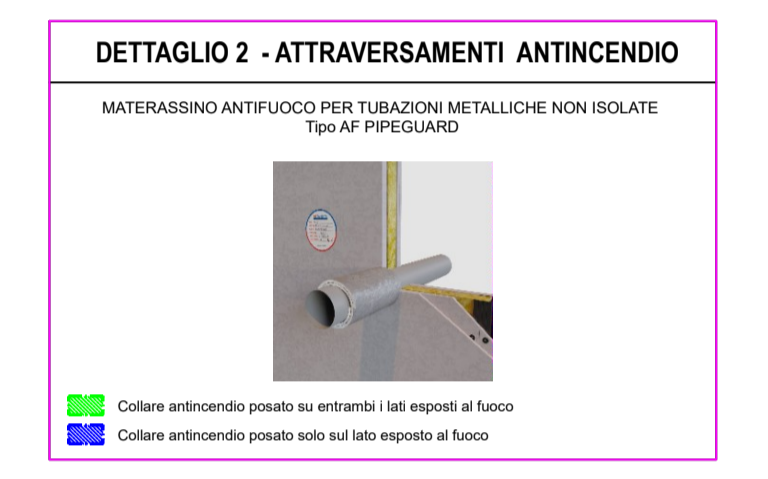 DETTAGLIO 2 - ATTRAVERSAMENTI ANTINCENDIO
MATERASSINO ANTIFUOCO PER TUBAZIONI METALLICHE NON ISOLATE
Tipo AF PIPEGUARD
Collare antincendio posato su entrambi i lati esposti al fuoco
Collare antincendio posato solo sul lato esposto al fuoco